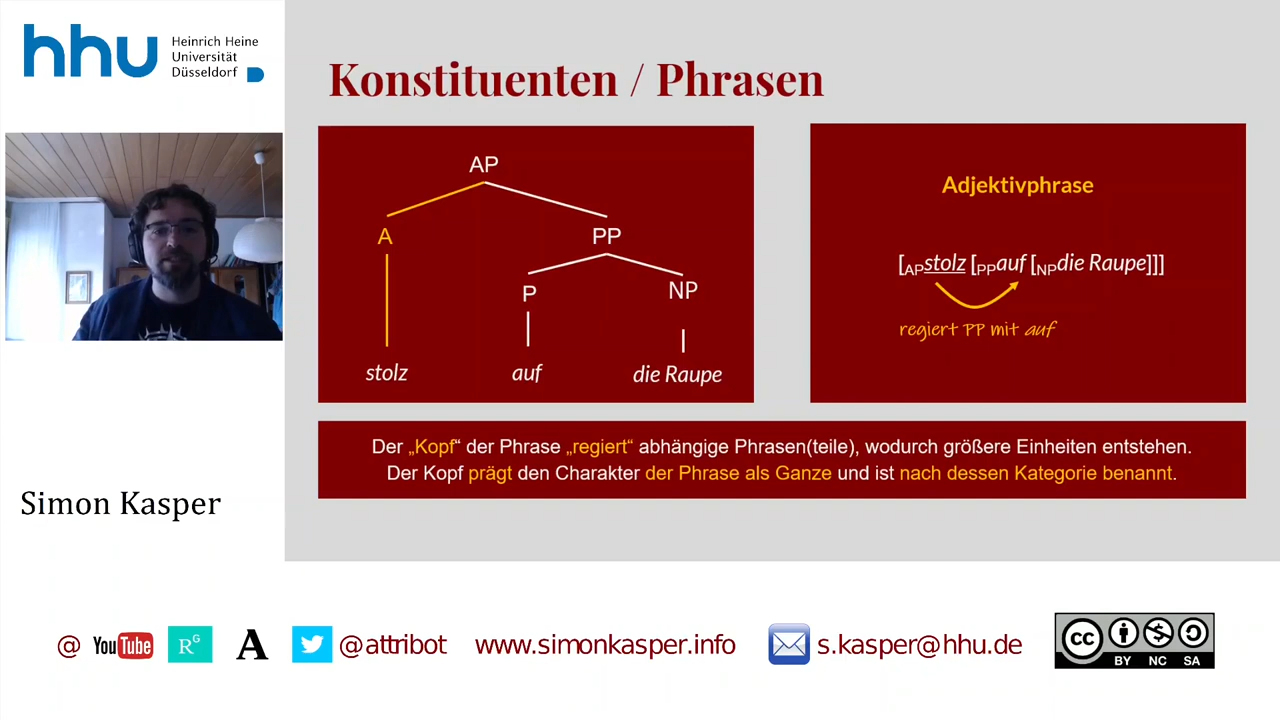 hhu
Heinrich Heine
Universität
Düsseldorf
Konstituenten / Phrasen
AP
A
PP
P
NP
stolz
auf
die Raupe
Adjektivphrase
[APstolz [PPauf [NPdie Raupe]]]
regiert PP mit auf
Der „Kopf“ der Phrase „regiert“ abhängige Phrasen(teile), wodurch größere Einheiten entstehen.
Der Kopf prägt den Charakter der Phrase als Ganze und ist nach dessen Kategorie benannt.
Simon Kasper
@ YouTube RG A @attribot www.simonkasper.info s.kasper@hhu.de
cc BY NC SA